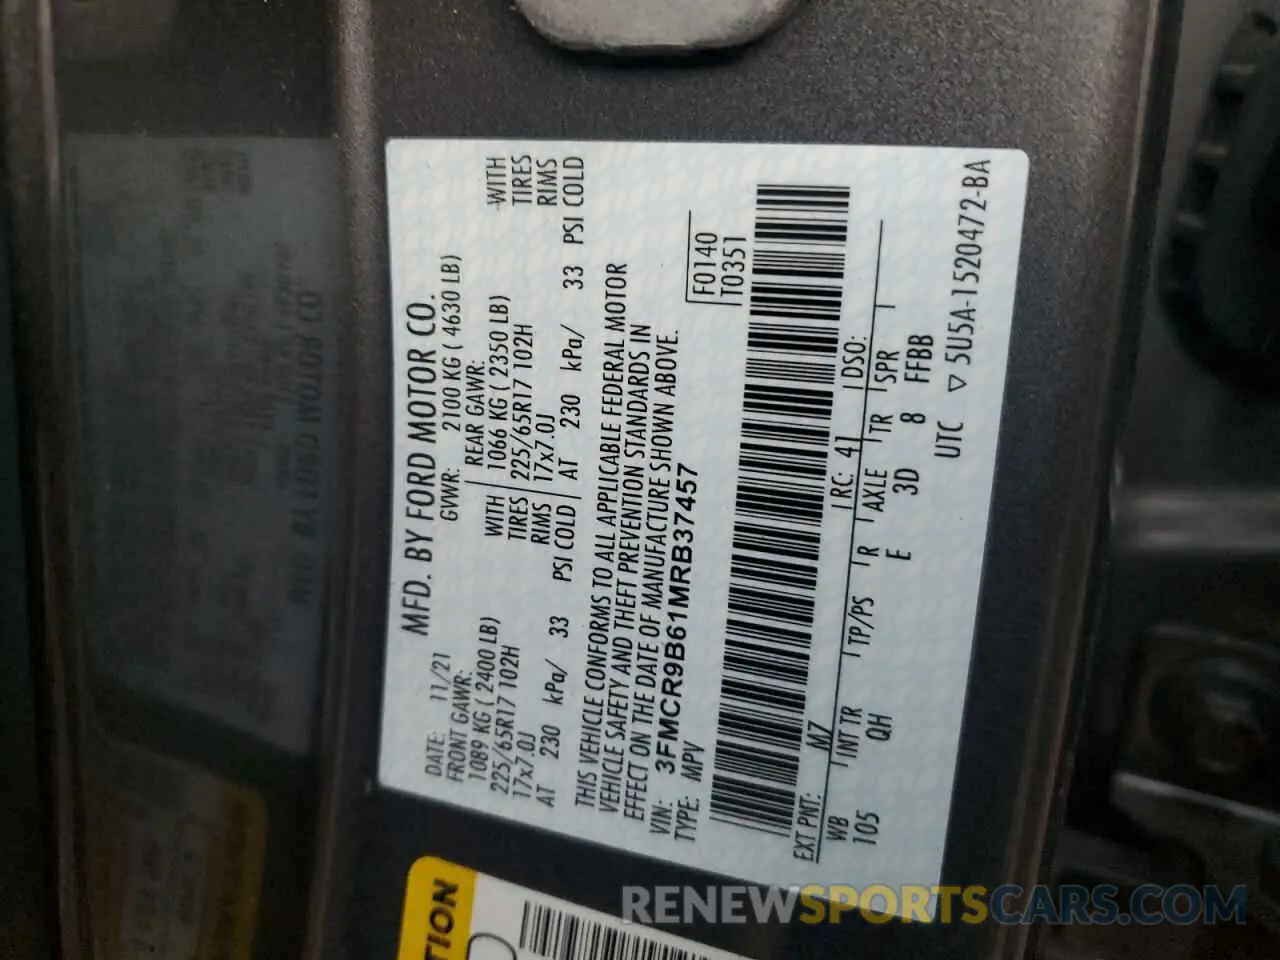 MFD. BY FORD MOTOR CO.
DATE: 11/21 GVWR: 2100 KG ( 4630 LB)
FRONT GAWR: REAR GAWR:
1089 KG ( 2400 LB) WITH 1066 KG ( 2350 LB) WITH
225/65R17 102H TIRES 225/65R17 102H TIRES
17x7.0J RIMS 17x7.0J RIMS
AT 230 kPa/ 33 PSI COLD AT 230 kPa/ 33 PSI COLD
THIS VEHICLE CONFORMS TO ALL APPLICABLE FEDERAL MOTOR
VEHICLE SAFETY AND THEFT PREVENTION STANDARDS IN
EFFECT ON THE DATE OF MANUFACTURE SHOWN ABOVE.
VIN: 3FMCR9B61MRB37457
TYPE: MPV
F0140
T0351
EXT PNT: M7 RC: 41 DSO:
WB INT TR TP/PS R AXLE TR SPR
105 QH E 3D 8 FFBB
UTC ▽ 5U5A-1520472-BA
TION
RENEWSPORTSCARS.COM